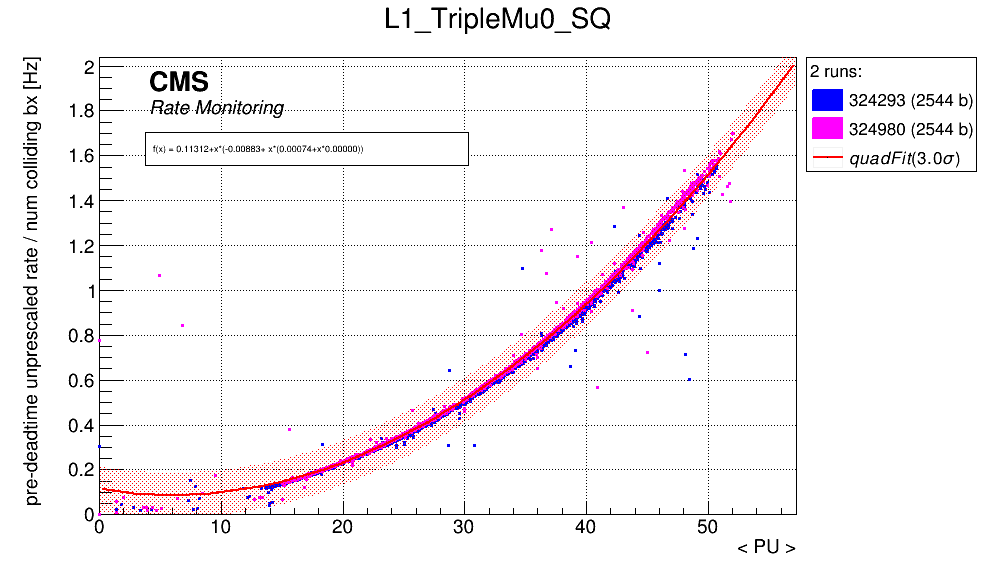 L1_TripleMu0_SQ
pre-deadtime unprescaled rate / num colliding bx [Hz]
CMS
Rate Monitoring
f(x) = 0.11312+x*(-0.00883+ x*(0.00074+x*0.00000))
2 runs:
324293 (2544 b)
324980 (2544 b)
quadFit(3.0σ)
2
1.8
1.6
1.4
1.2
1
0.8
0.6
0.4
0.2
0
0 10 20 30 40 50
< PU >